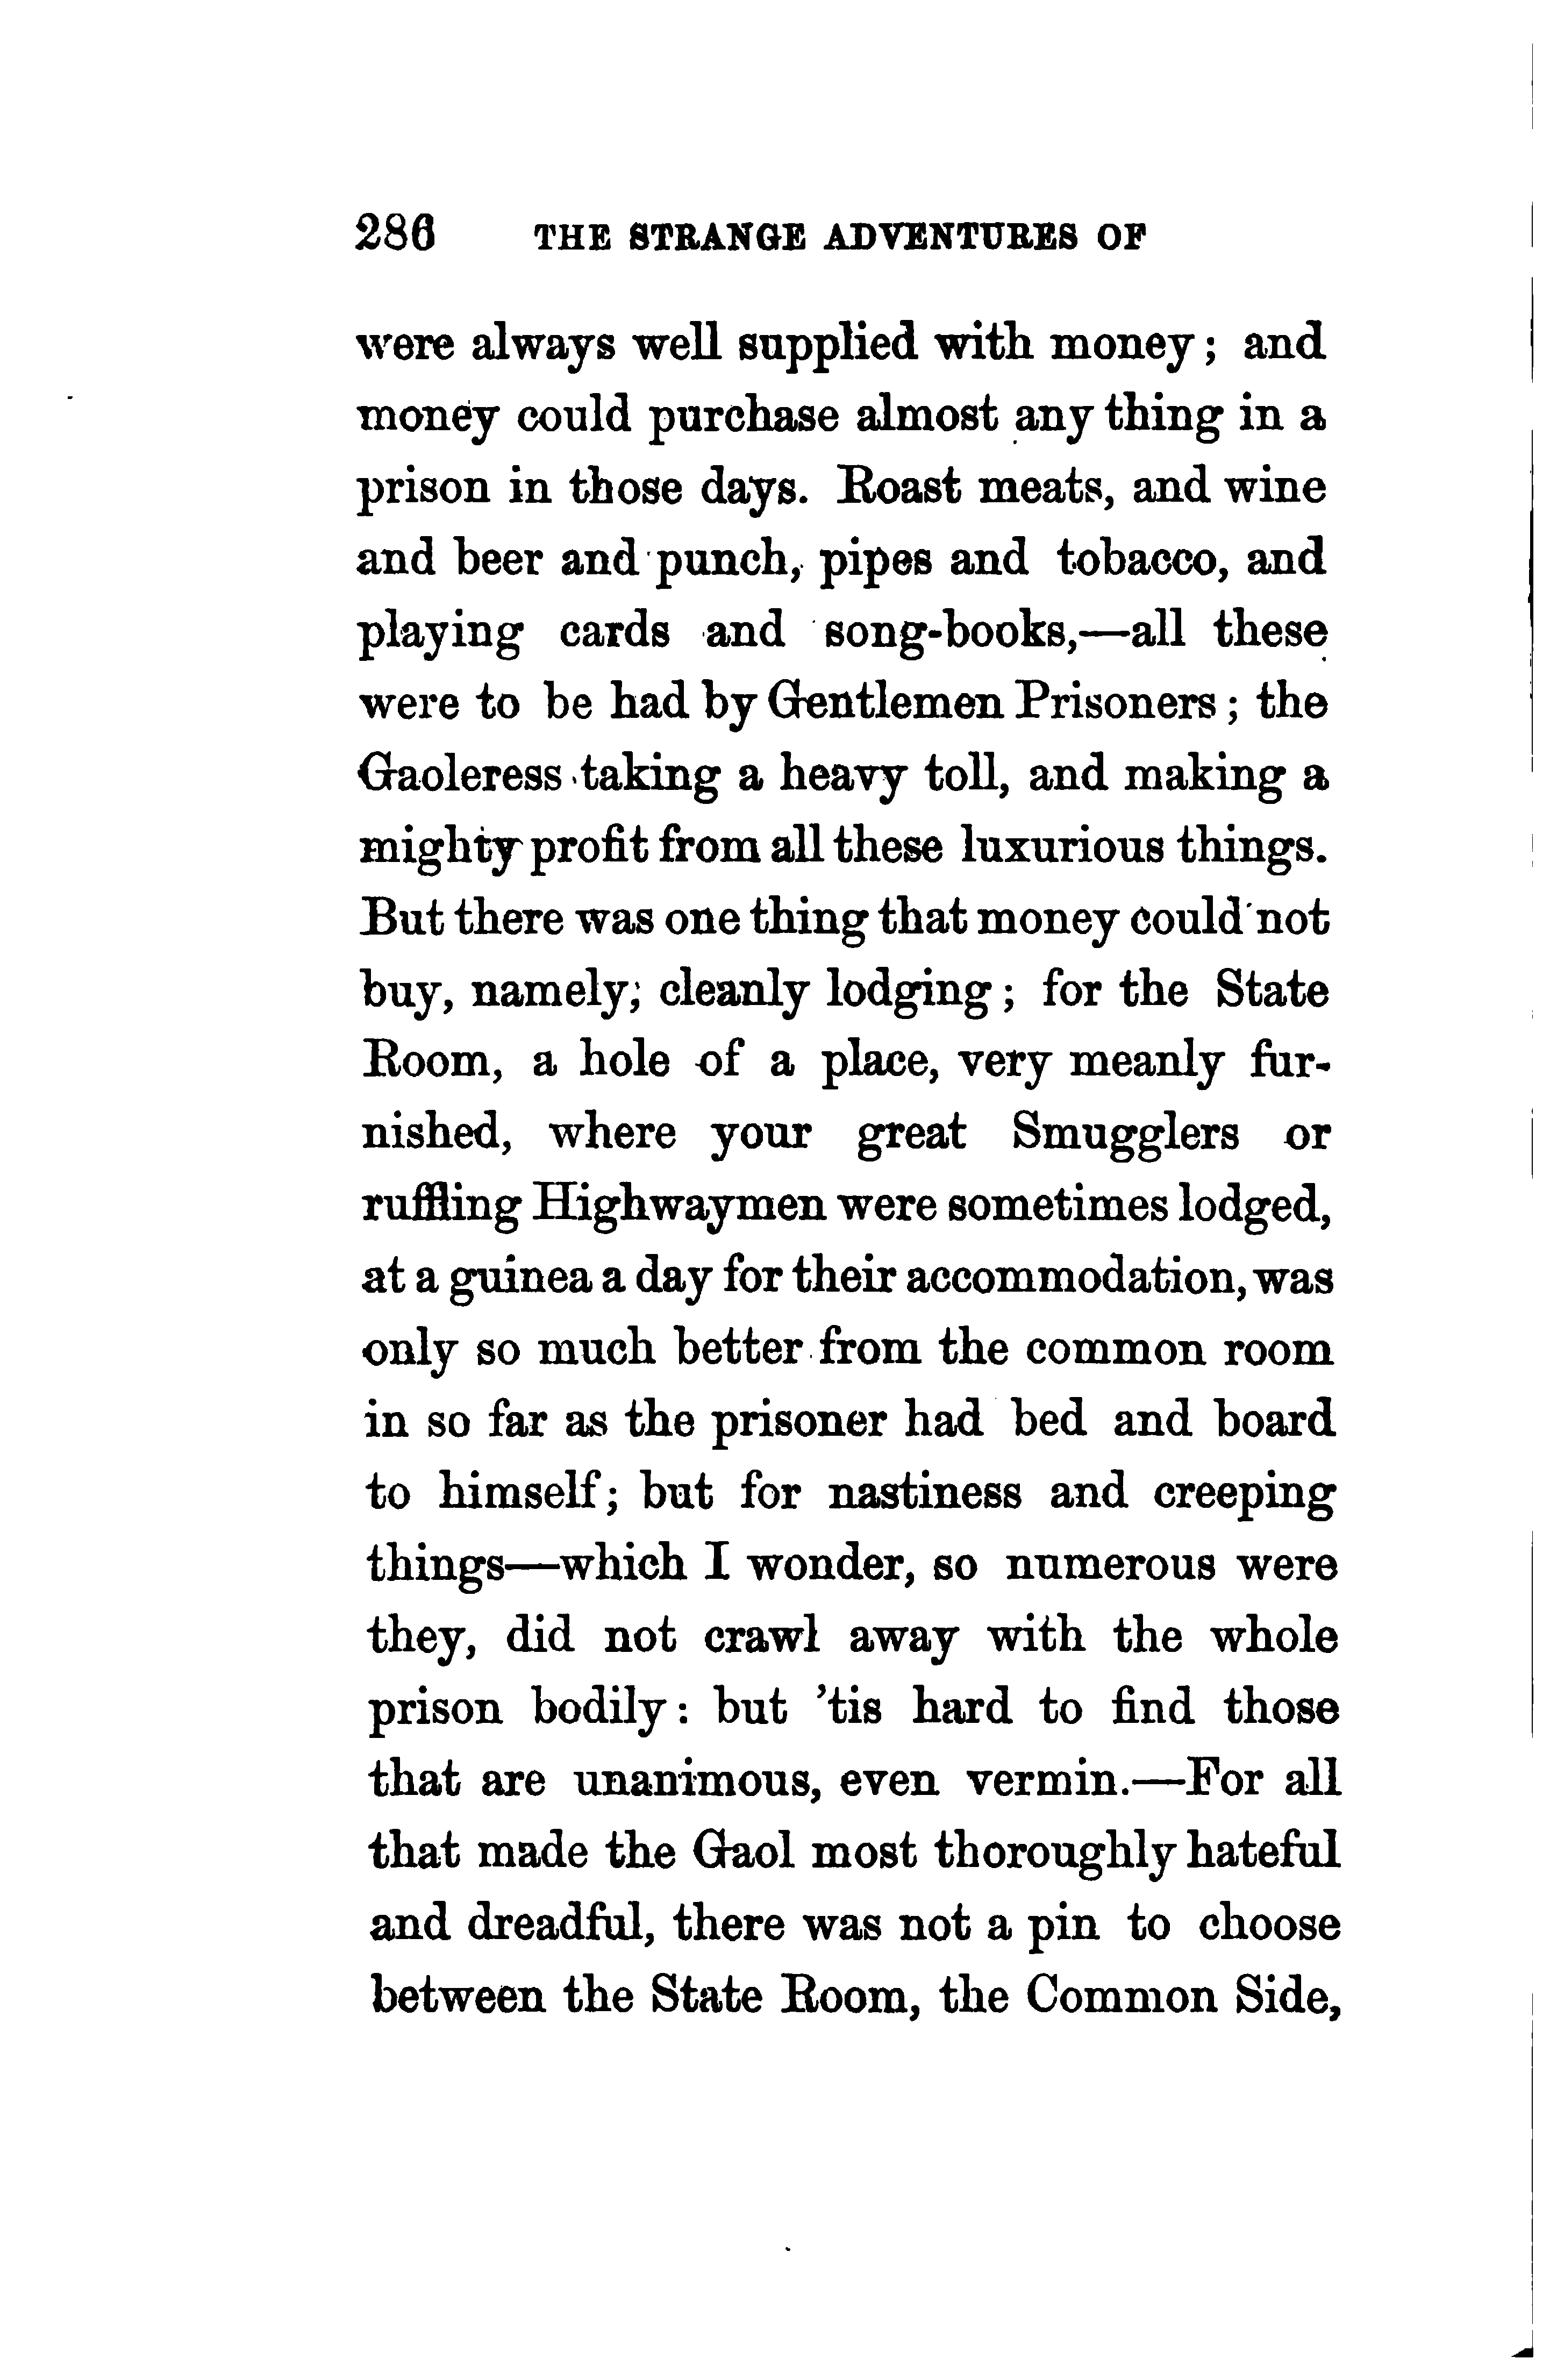 286 THE STRANGE ADVENTURES OF
were always well supplied with money; and
money could purchase almost any thing in a
prison in those days. Roast meats, and wine
and beer and punch, pipes and tobacco, and
playing cards and song-books,—all these
were to be had by Gentlemen Prisoners; the
Gaoleress taking a heavy toll, and making a
mighty profit from all these luxurious things.
But there was one thing that money could not
buy, namely, cleanly lodging; for the State
Room, a hole of a place, very meanly fur-
nished, where your great Smugglers or
ruffling Highwaymen were sometimes lodged,
at a guinea a day for their accommodation, was
only so much better from the common room
in so far as the prisoner had bed and board
to himself; but for nastiness and creeping
things—which I wonder, so numerous were
they, did not crawl away with the whole
prison bodily: but 'tis hard to find those
that are unanimous, even vermin.—For all
that made the Gaol most thoroughly hateful
and dreadful, there was not a pin to choose
between the State Room, the Common Side,